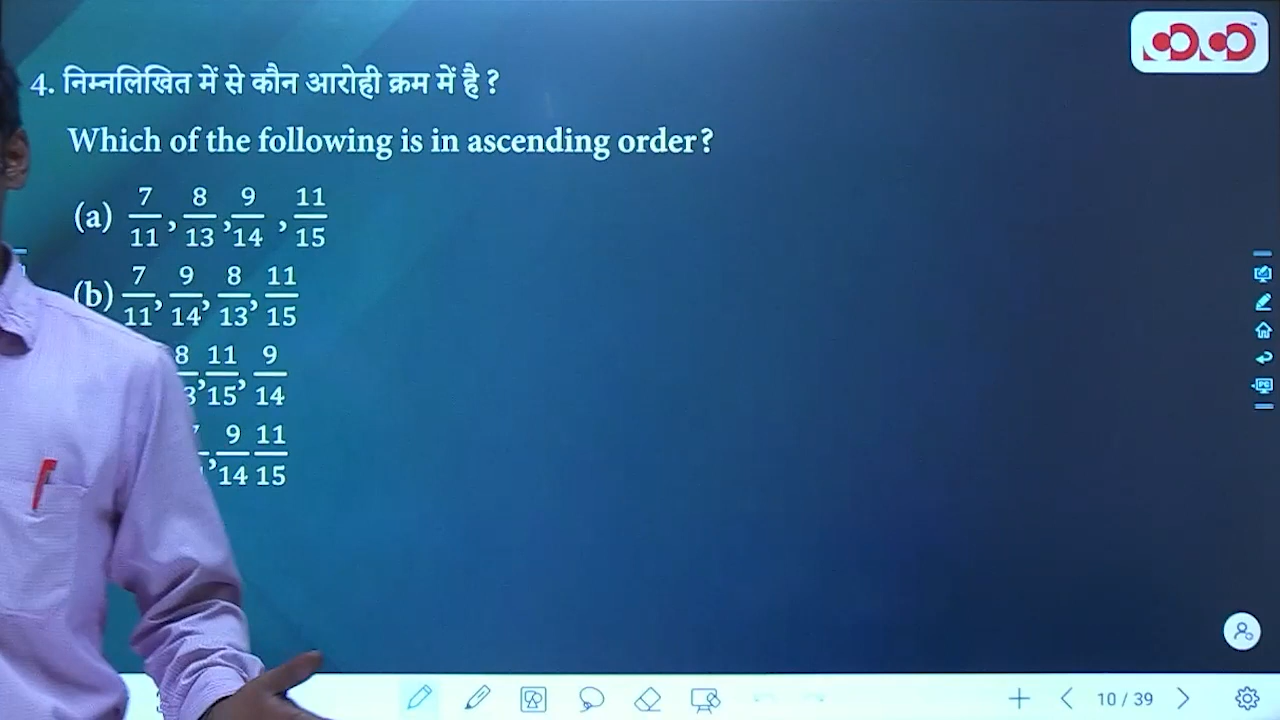 4. निम्नलिखित में से कौन आरोही क्रम में है ?
Which of the following is in ascending order?
(a) 7/11, 8/13, 9/14, 11/15
(b) 7/11, 9/14, 8/13, 11/15
11/15, 9/14
9/14 11/15
10 / 39